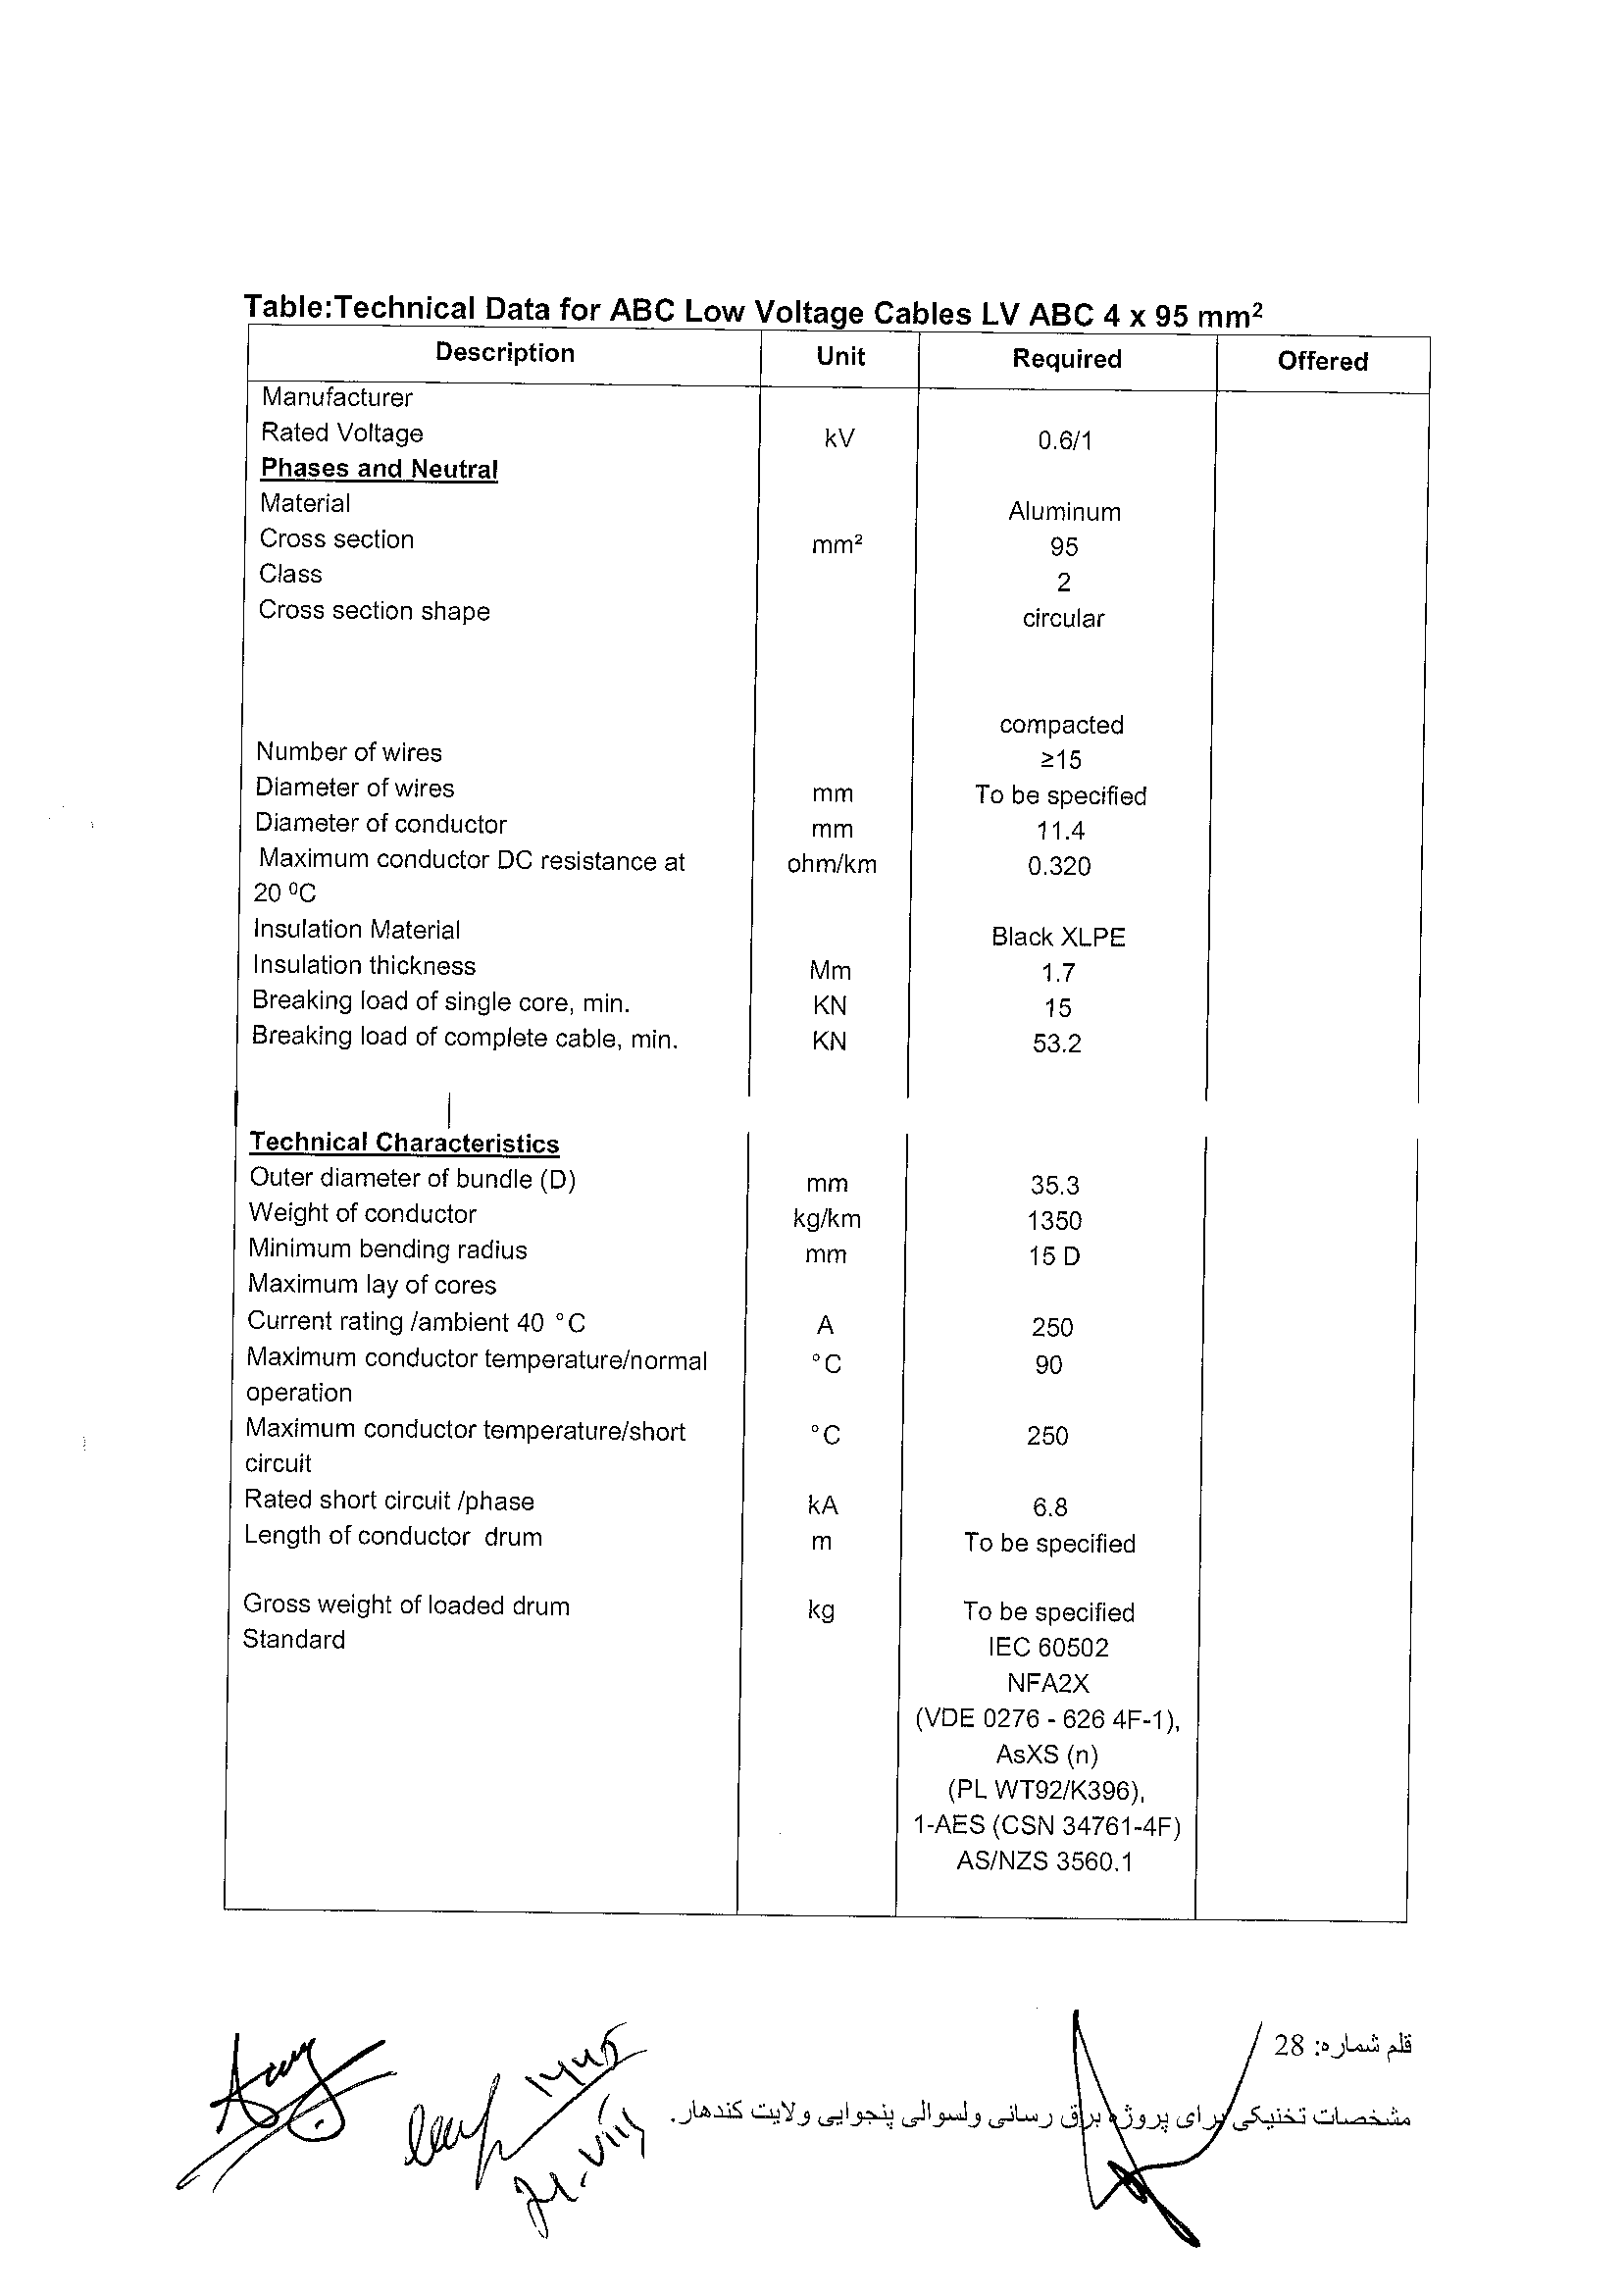 Table:Technical Data for ABC Low Voltage Cables LV ABC 4 x 95 mm²
Description Unit Required Offered
Manufacturer
Rated Voltage kV 0.6/1
Phases and Neutral
Material Aluminum
Cross section mm² 95
Class 2
Cross section shape circular
compacted
Number of wires ≥15
Diameter of wires mm To be specified
Diameter of conductor mm 11.4
Maximum conductor DC resistance at ohm/km 0.320
20 ⁰C
Insulation Material Black XLPE
Insulation thickness Mm 1.7
Breaking load of single core, min. KN 15
Breaking load of complete cable, min. KN 53.2
Technical Characteristics
Outer diameter of bundle (D) mm 35.3
Weight of conductor kg/km 1350
Minimum bending radius mm 15 D
Maximum lay of cores
Current rating /ambient 40 °C A 250
Maximum conductor temperature/normal °C 90
operation
Maximum conductor temperature/short °C 250
circuit
Rated short circuit /phase kA 6.8
Length of conductor drum m To be specified
Gross weight of loaded drum kg To be specified
Standard IEC 60502
NFA2X
(VDE 0276 - 626 4F-1),
AsXS (n)
(PL WT92/K396),
1-AES (CSN 34761-4F)
AS/NZS 3560.1
قلم شماره: 28
مشخصات تخنیکی برای پروژه برق رسانی ولسوالی پنجوایی ولایت کندهار.